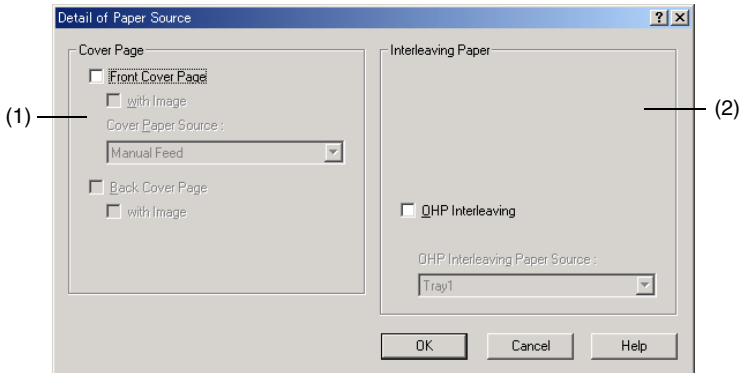 Detail of Paper Source
Cover Page
Front Cover Page
with Image
Cover Paper Source :
Manual Feed
Back Cover Page
with Image
(1)
Interleaving Paper
(2)
OHP Interleaving
OHP Interleaving Paper Source :
Tray1
OK Cancel Help